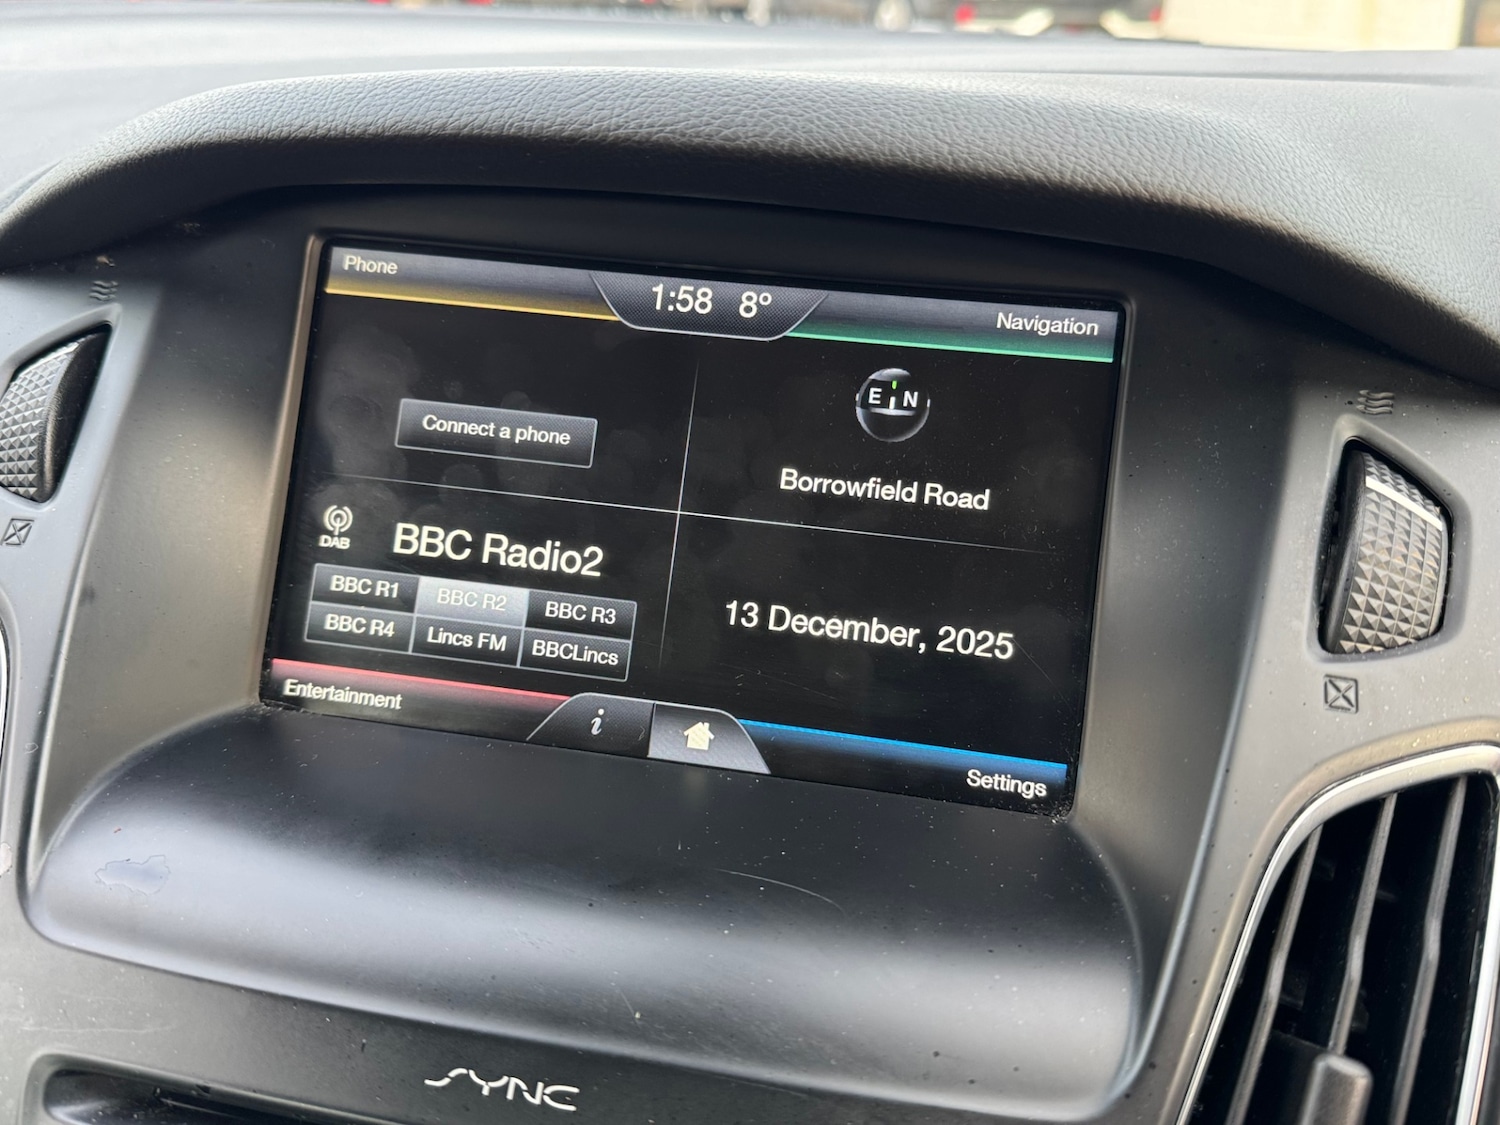 Phone
1:58 8°
Navigation
E N
Connect a phone
Borrowfield Road
DAB
BBC Radio2
BBC R1 BBC R2 BBC R3
BBC R4 Lincs FM BBCLincs
13 December, 2025
Entertainment
i
Settings
SYNC